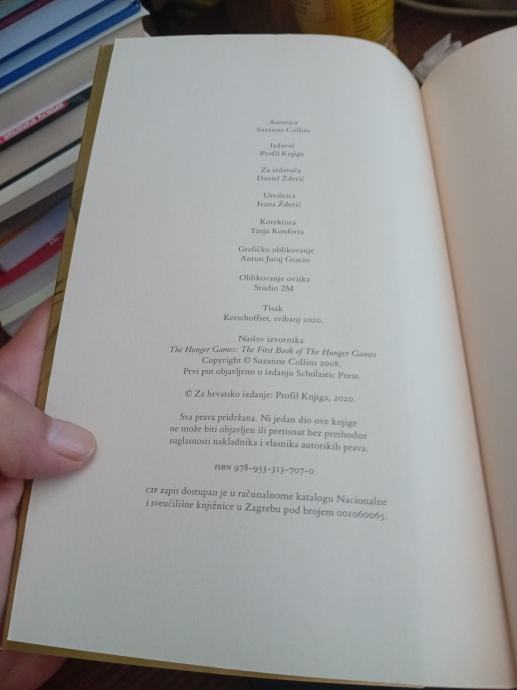 Autorica
Suzanne Collins
Izdavač
Profil Knjiga
Za izdavača
Daniel Žderić
Urednica
Ivana Žderić
Korektura
Tanja Konforta
Grafičko oblikovanje
Antun Juraj Gracin
Oblikovanje ovitka
Studio 2M
Tisak
Kerschoffset, svibanj 2020.
Naslov izvornika
The Hunger Games: The First Book of The Hunger Games
Copyright © Suzanne Collins 2008.
Prvi put objavljeno u izdanju Scholastic Press.
© Za hrvatsko izdanje: Profil Knjiga, 2020.
Sva prava pridržana. Ni jedan dio ove knjige
ne može biti objavljen ili pretisnut bez prethodne
suglasnosti nakladnika i vlasnika autorskih prava.
ISBN 978-953-313-707-0
CIP zapis dostupan je u računalnome katalogu Nacionalne
i sveučilišne knjižnice u Zagrebu pod brojem 001060065.